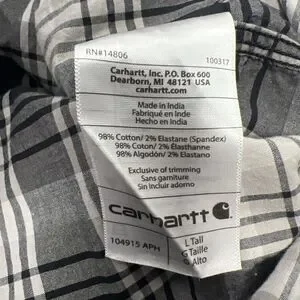 RN#14806
100317
Carhartt, Inc. P.O. Box 600
Dearborn, MI 48121 USA
carhartt.com
Made in India
Fabriqué en Inde
Hecho en India
98% Cotton/ 2% Elastane (Spandex)
98% Coton/ 2% Élasthanne
98% Algodón/ 2% Elastano
Exclusive of trimming
Sans garniture
Sin incluir adorno
carhartt
104915 APH
L Tall
G Taille
G Alto